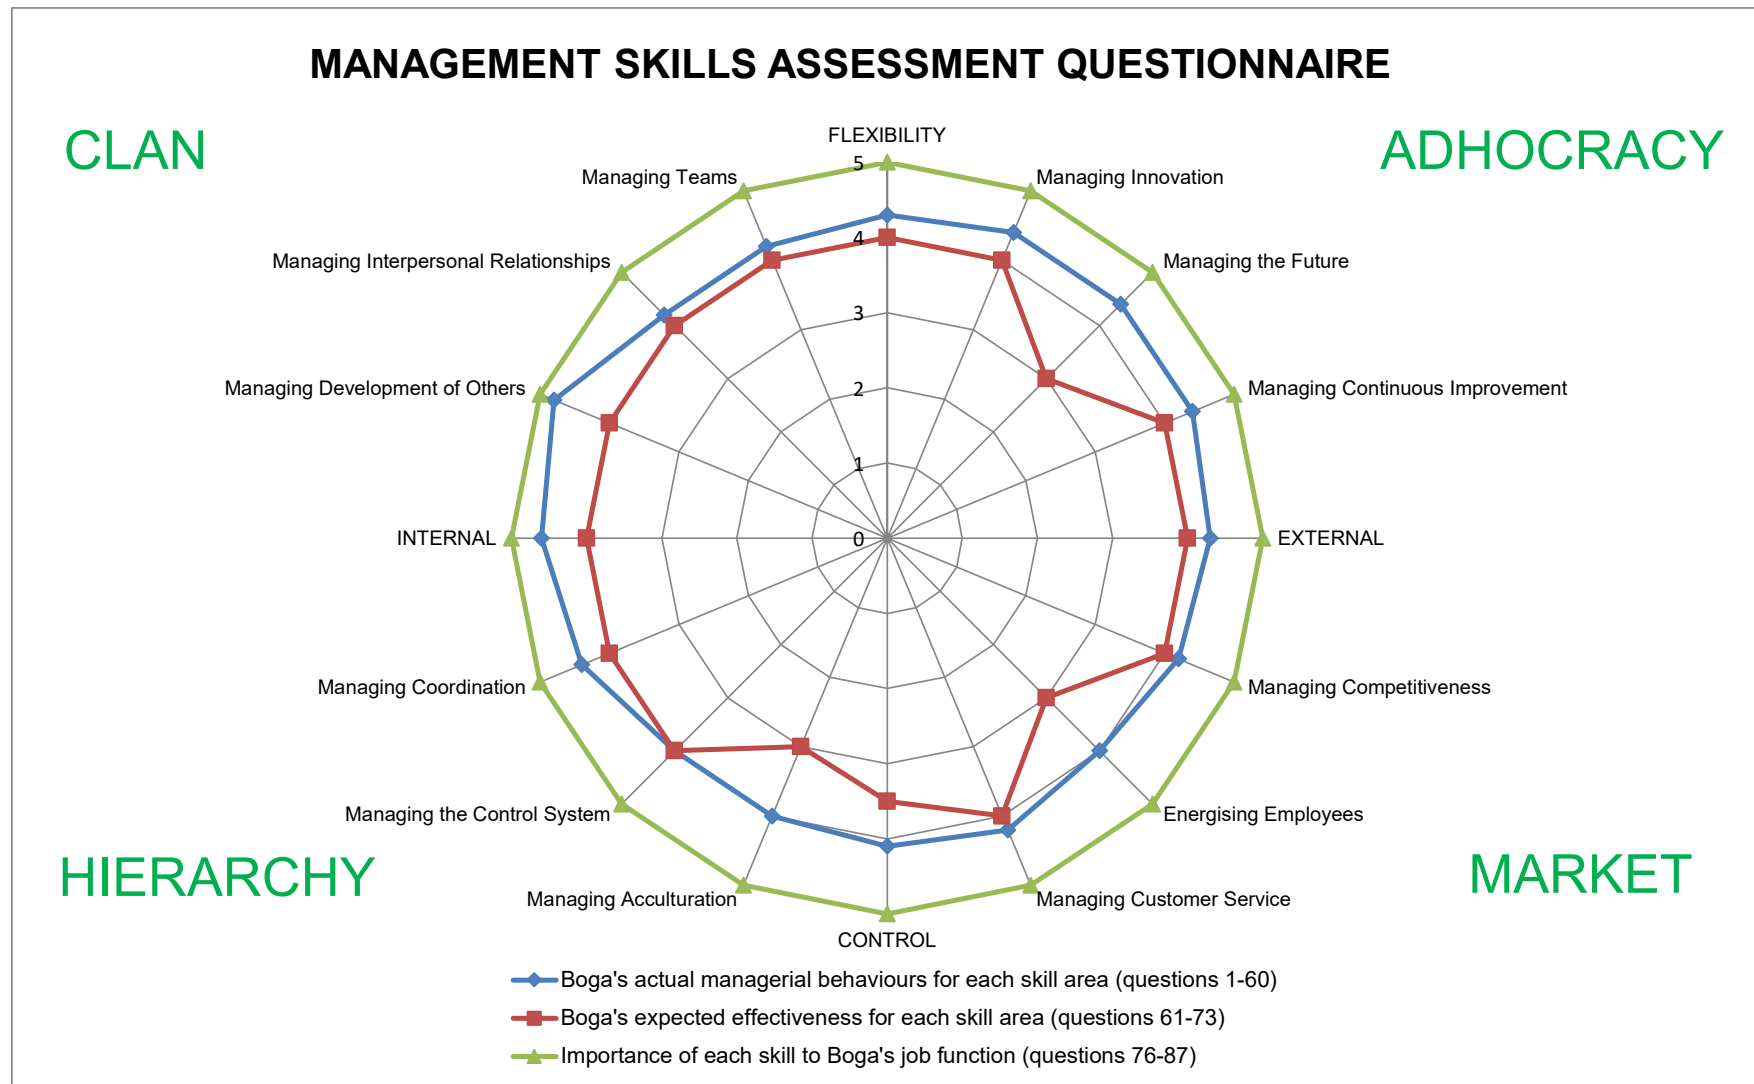 MANAGEMENT SKILLS ASSESSMENT QUESTIONNAIRE
CLAN
ADHOCRACY
FLEXIBILITY
5
Managing Teams
Managing Innovation
4
Managing Interpersonal Relationships
Managing the Future
3
Managing Development of Others
Managing Continuous Improvement
2
1
INTERNAL
0
EXTERNAL
Managing Coordination
Managing Competitiveness
Managing the Control System
Energising Employees
HIERARCHY
MARKET
Managing Acculturation
Managing Customer Service
CONTROL
Boga's actual managerial behaviours for each skill area (questions 1-60)
Boga's expected effectiveness for each skill area (questions 61-73)
Importance of each skill to Boga's job function (questions 76-87)